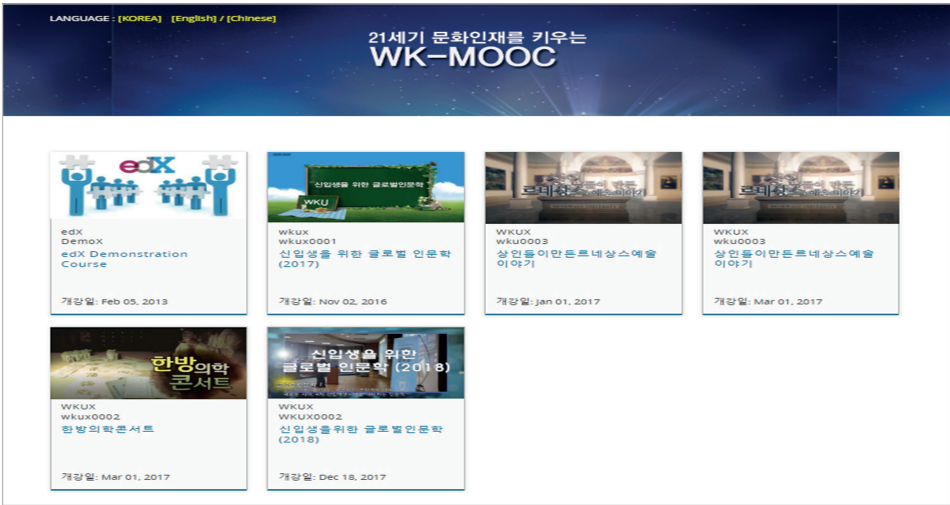 LANGUAGE : [KOREA] [English] / [Chinese]
21세기 문화인재를 키우는
WK-MOOC
edX
신입생을 위한 글로벌인문학
WKU
edX
DemoX
edX Demonstration
Course
개강일: Feb 05, 2013
wkux
wkux0001
신입생을 위한 글로벌 인문학
(2017)
개강일: Nov 02, 2016
WKUX
wku0003
상인들이만든르네상스예술
이야기
개강일: Jan 01, 2017
WKUX
wku0003
상인들이만든르네상스예술
이야기
개강일: Mar 01, 2017
한방의학
콘서트
WKUX
wkux0002
한방의학콘서트
개강일: Mar 01, 2017
신입생을 위한
글로벌 인문학 (2018)
WKUX
WKUX0002
신입생을위한 글로벌인문학
(2018)
개강일: Dec 18, 2017